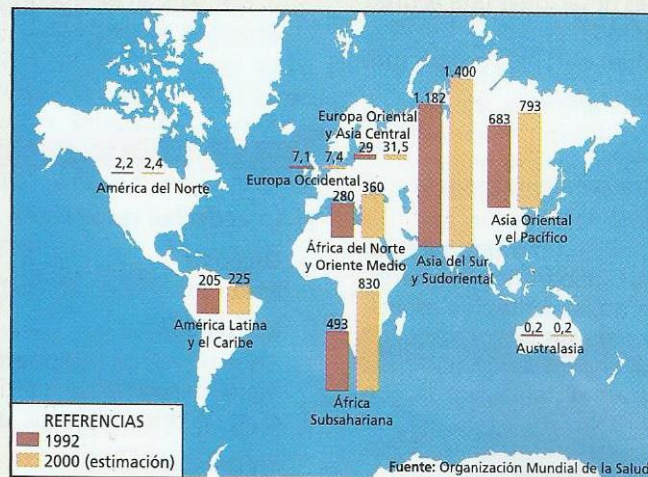 1.400
1.182
Europa Oriental
y Asia Central
29 31,5
683 793
2,2 2,4
América del Norte
7,1 7,4
Europa Occidental
280 360
África del Norte
y Oriente Medio
Asia del Sur
y Sudoriental
Asia Oriental
y el Pacífico
205 225
América Latina
y el Caribe
493 830
África
Subsahariana
0,2 0,2
Australasia
REFERENCIAS
1992
2000 (estimación)
Fuente: Organización Mundial de la Salud